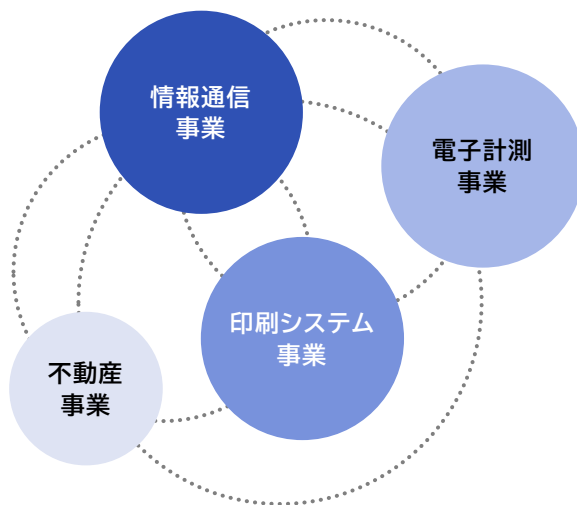 情報通信
事業
電子計測
事業
印刷システム
事業
不動産
事業